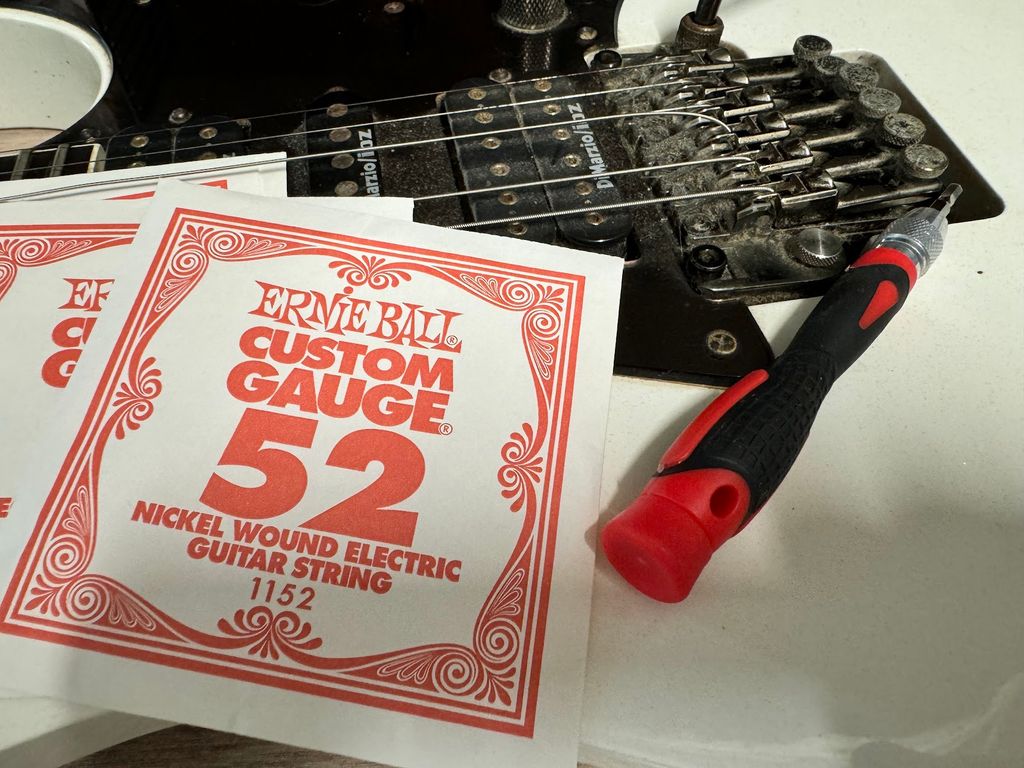 ERNIE BALL®
CUSTOM
GAUGE®
52
NICKEL WOUND ELECTRIC
GUITAR STRING
1152
DiMarzio/Ibz
DiMarzio/Ibz